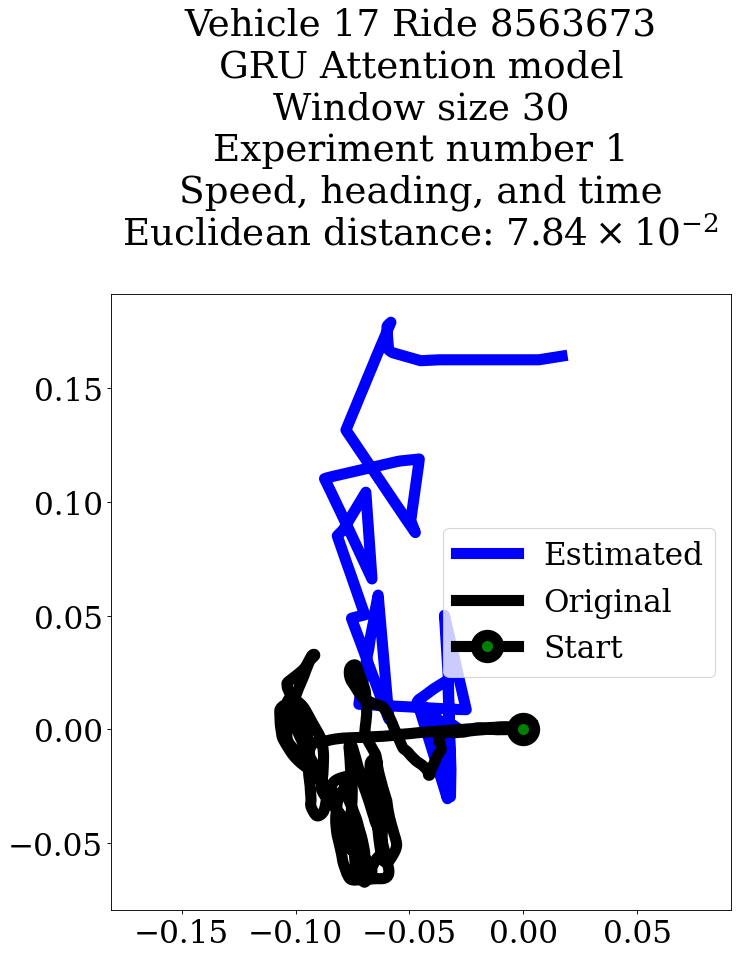 Vehicle 17 Ride 8563673
GRU Attention model
Window size 30
Experiment number 1
Speed, heading, and time
Euclidean distance: 7.84 × 10⁻²
0.15
0.10
0.05
0.00
−0.05
Estimated
Original
Start
−0.15 −0.10 −0.05 0.00 0.05